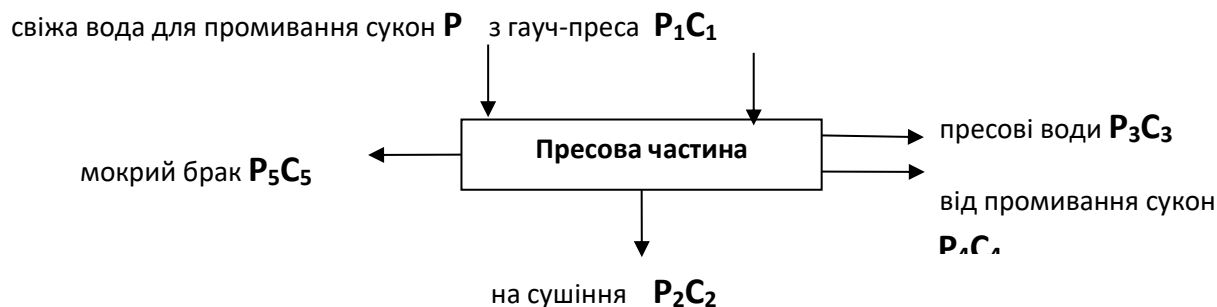 свіжа вода для промивання сукон P з гауч-преса P₁C₁
Пресова частина
пресові води P₃C₃
мокрий брак P₅C₅
від промивання сукон
P₄C₄
на сушіння P₂C₂